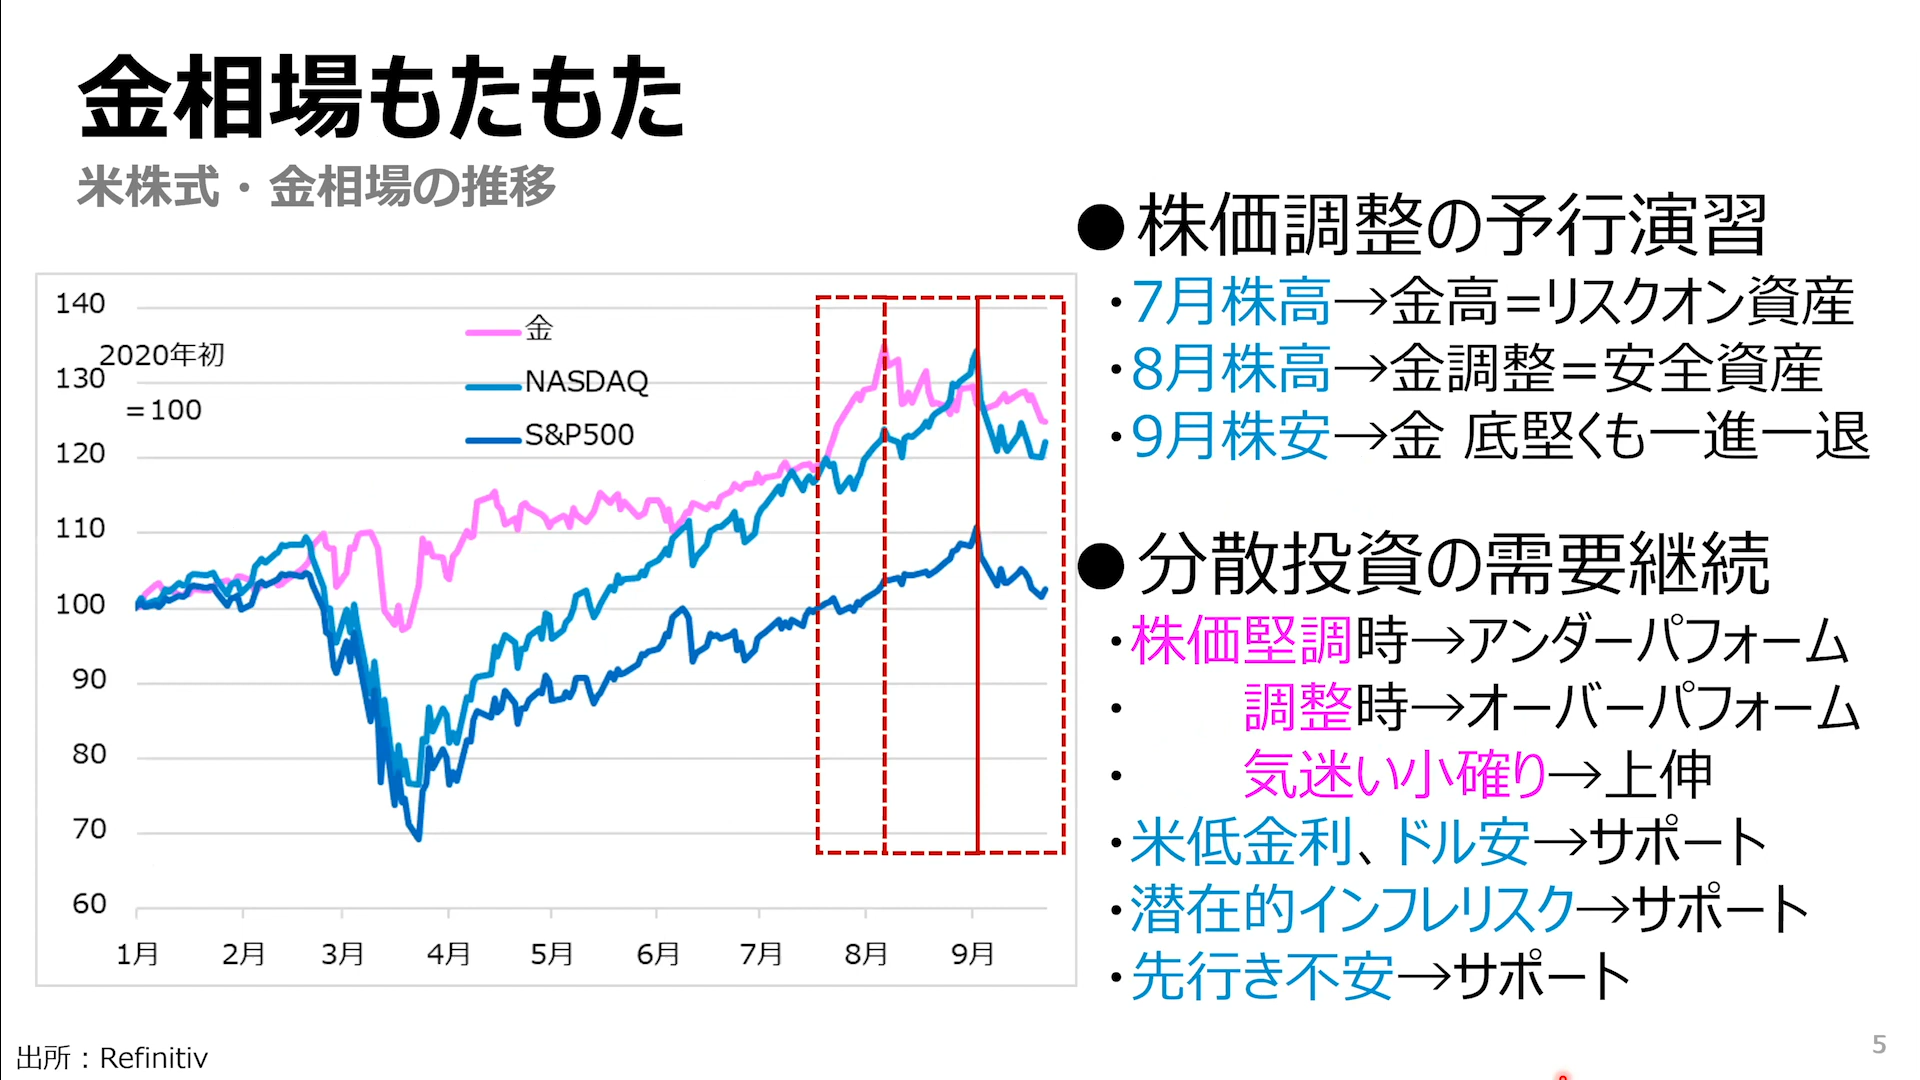 金相場もたもた
米株式・金相場の推移
140
130
120
110
100
90
80
70
60
2020年初
＝100
金
NASDAQ
S&P500
1月 2月 3月 4月 5月 6月 7月 8月 9月
●株価調整の予行演習
・7月株高→金高＝リスクオン資産
・8月株高→金調整＝安全資産
・9月株安→金 底堅くも一進一退
●分散投資の需要継続
・株価堅調時→アンダーパフォーム
・ 調整時→オーバーパフォーム
・ 気迷い小確り→上伸
・米低金利、ドル安→サポート
・潜在的インフレリスク→サポート
・先行き不安→サポート
出所：Refinitiv
5